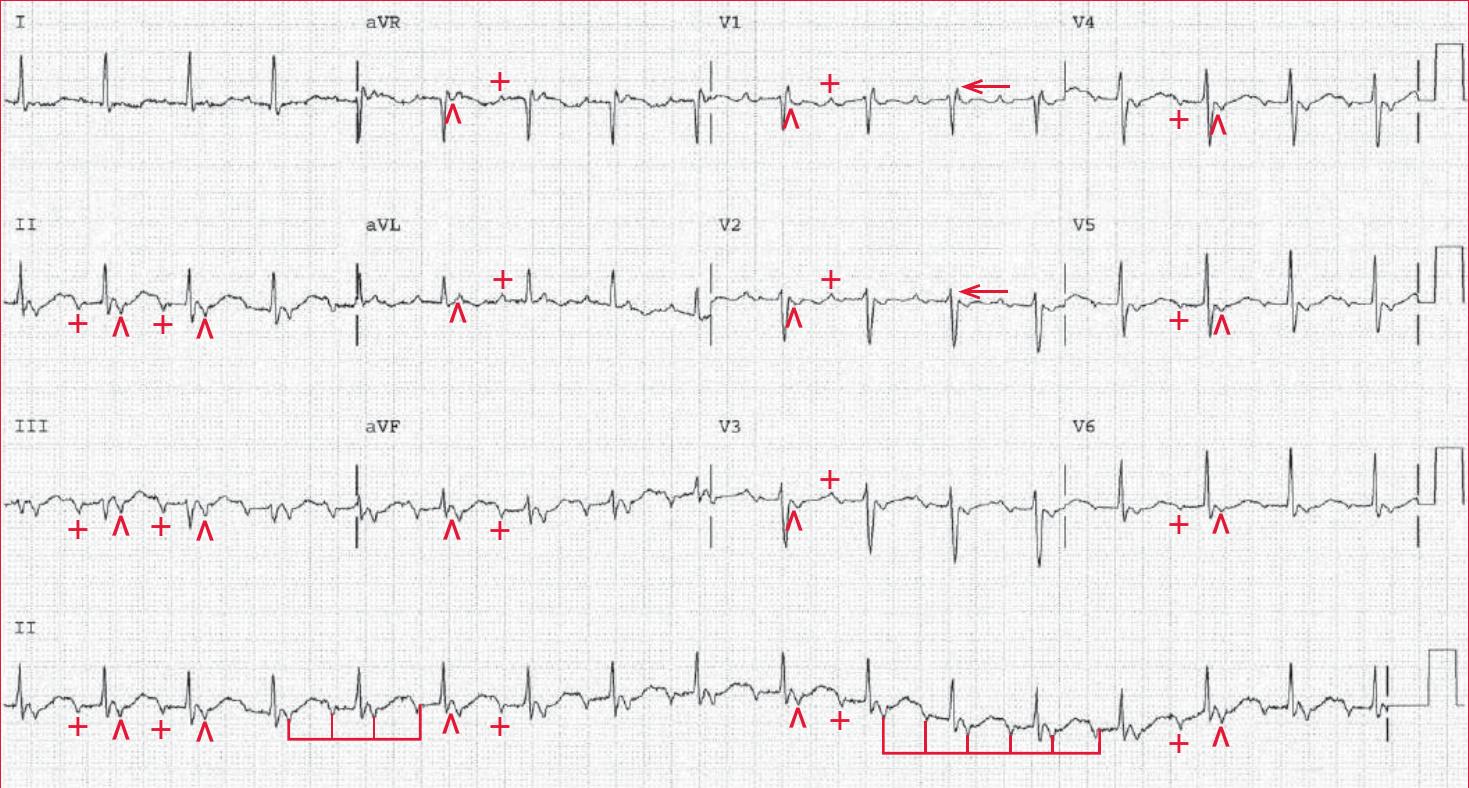 I aVR V1 V4
+ + +
^ ^ ^
II aVL V2 V5
+ + + + +
^ ^ ^ ^ ^
III aVF V3 V6
+ + + + +
^ ^ ^ ^ ^
II
+ + + + +
^ ^ ^ ^ ^